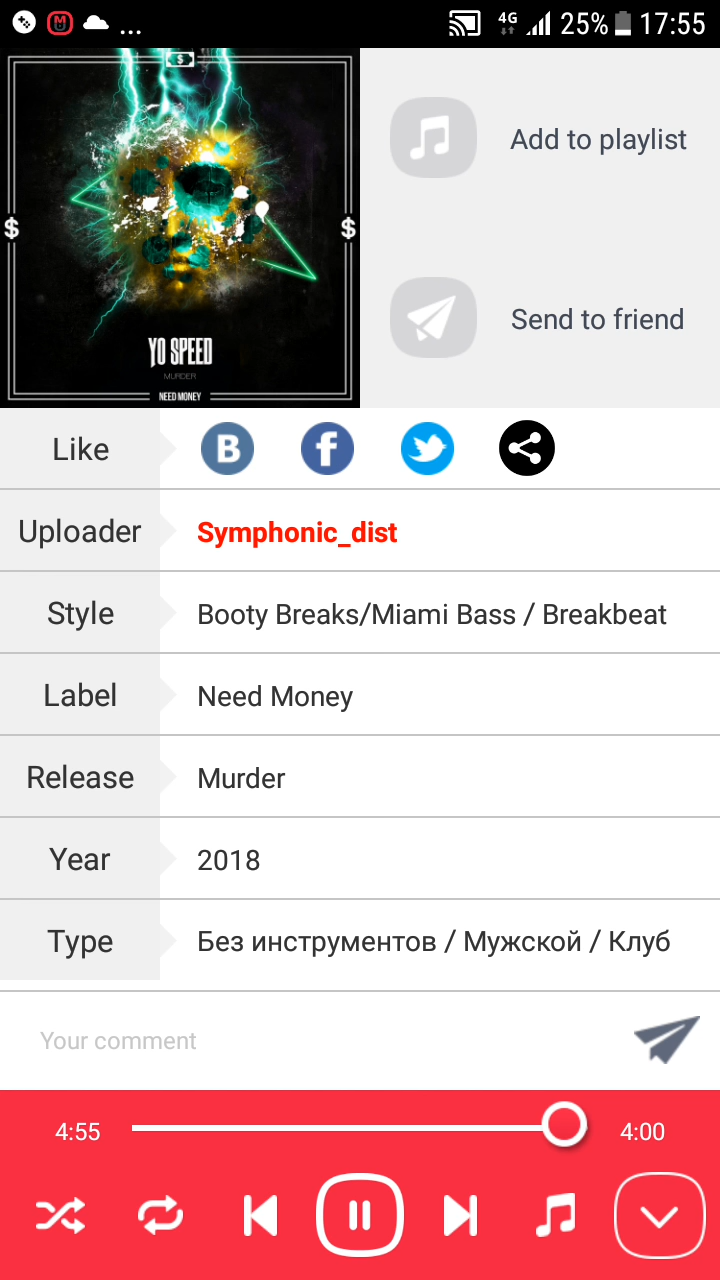 ... 4G 25% 17:55
$
$ $
YO SPEED
MURDER
NEED MONEY
Add to playlist
Send to friend
Like B f
Uploader Symphonic_dist
Style Booty Breaks/Miami Bass / Breakbeat
Label Need Money
Release Murder
Year 2018
Type Без инструментов / Мужской / Клуб
Your comment
4:55 4:00